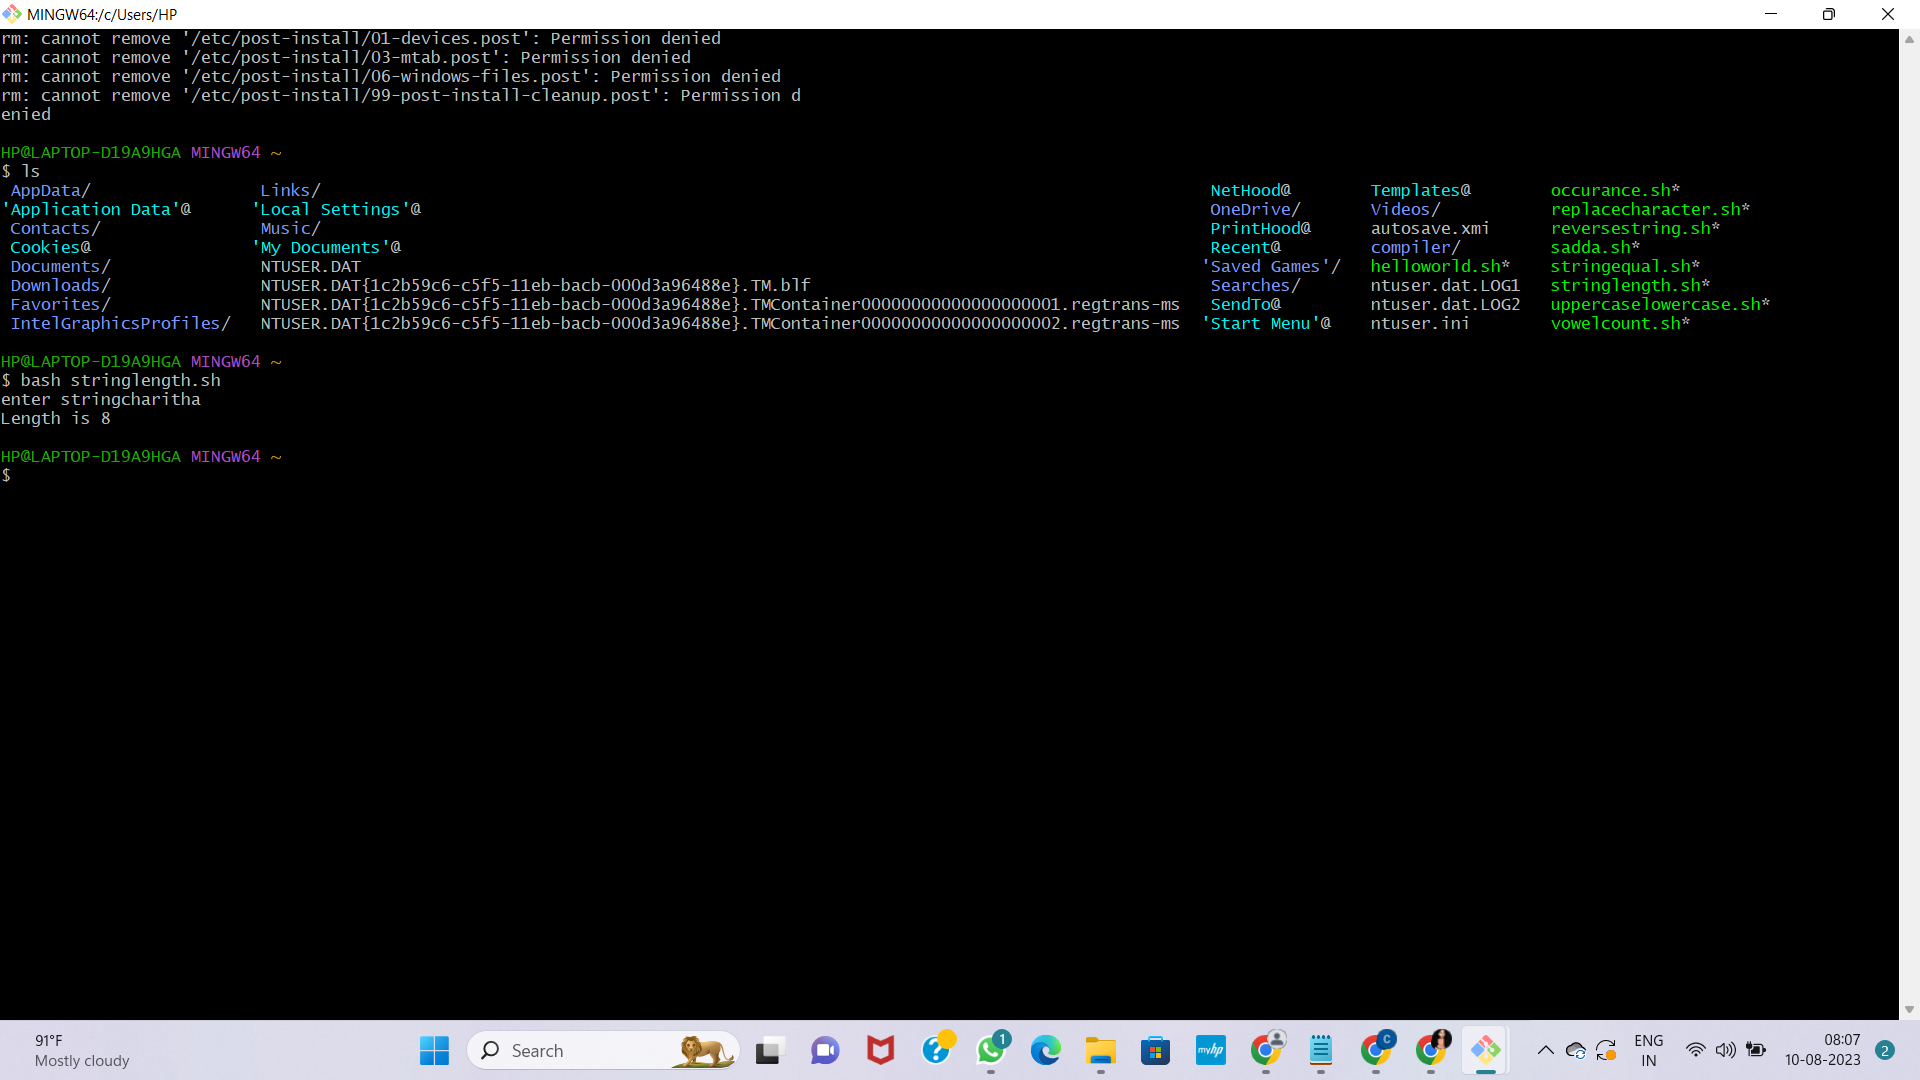 MINGW64:/c/Users/HP
rm: cannot remove '/etc/post-install/01-devices.post': Permission denied
rm: cannot remove '/etc/post-install/03-mtab.post': Permission denied
rm: cannot remove '/etc/post-install/06-windows-files.post': Permission denied
rm: cannot remove '/etc/post-install/99-post-install-cleanup.post': Permission d
enied
HP@LAPTOP-D19A9HGA MINGW64 ~
$ ls
AppData/ Links/ NetHood@ Templates@ occurance.sh*
'Application Data'@ 'Local Settings'@ OneDrive/ Videos/ replacecharacter.sh*
Contacts/ Music/ PrintHood@ autosave.xmi reversestring.sh*
Cookies@ 'My Documents'@ Recent@ compiler/ sadda.sh*
Documents/ NTUSER.DAT 'Saved Games'/ helloworld.sh* stringequal.sh*
Downloads/ NTUSER.DAT{1c2b59c6-c5f5-11eb-bacb-000d3a96488e}.TM.blf Searches/ ntuser.dat.LOG1 stringlength.sh*
Favorites/ NTUSER.DAT{1c2b59c6-c5f5-11eb-bacb-000d3a96488e}.TMContainer00000000000000000001.regtrans-ms SendTo@ ntuser.dat.LOG2 uppercaselowercase.sh*
IntelGraphicsProfiles/ NTUSER.DAT{1c2b59c6-c5f5-11eb-bacb-000d3a96488e}.TMContainer00000000000000000002.regtrans-ms 'Start Menu'@ ntuser.ini vowelcount.sh*
HP@LAPTOP-D19A9HGA MINGW64 ~
$ bash stringlength.sh
enter stringcharitha
Length is 8
HP@LAPTOP-D19A9HGA MINGW64 ~
$
91°F
Mostly cloudy
Search
1
myhp
C
ENG
IN
08:07
10-08-2023
2